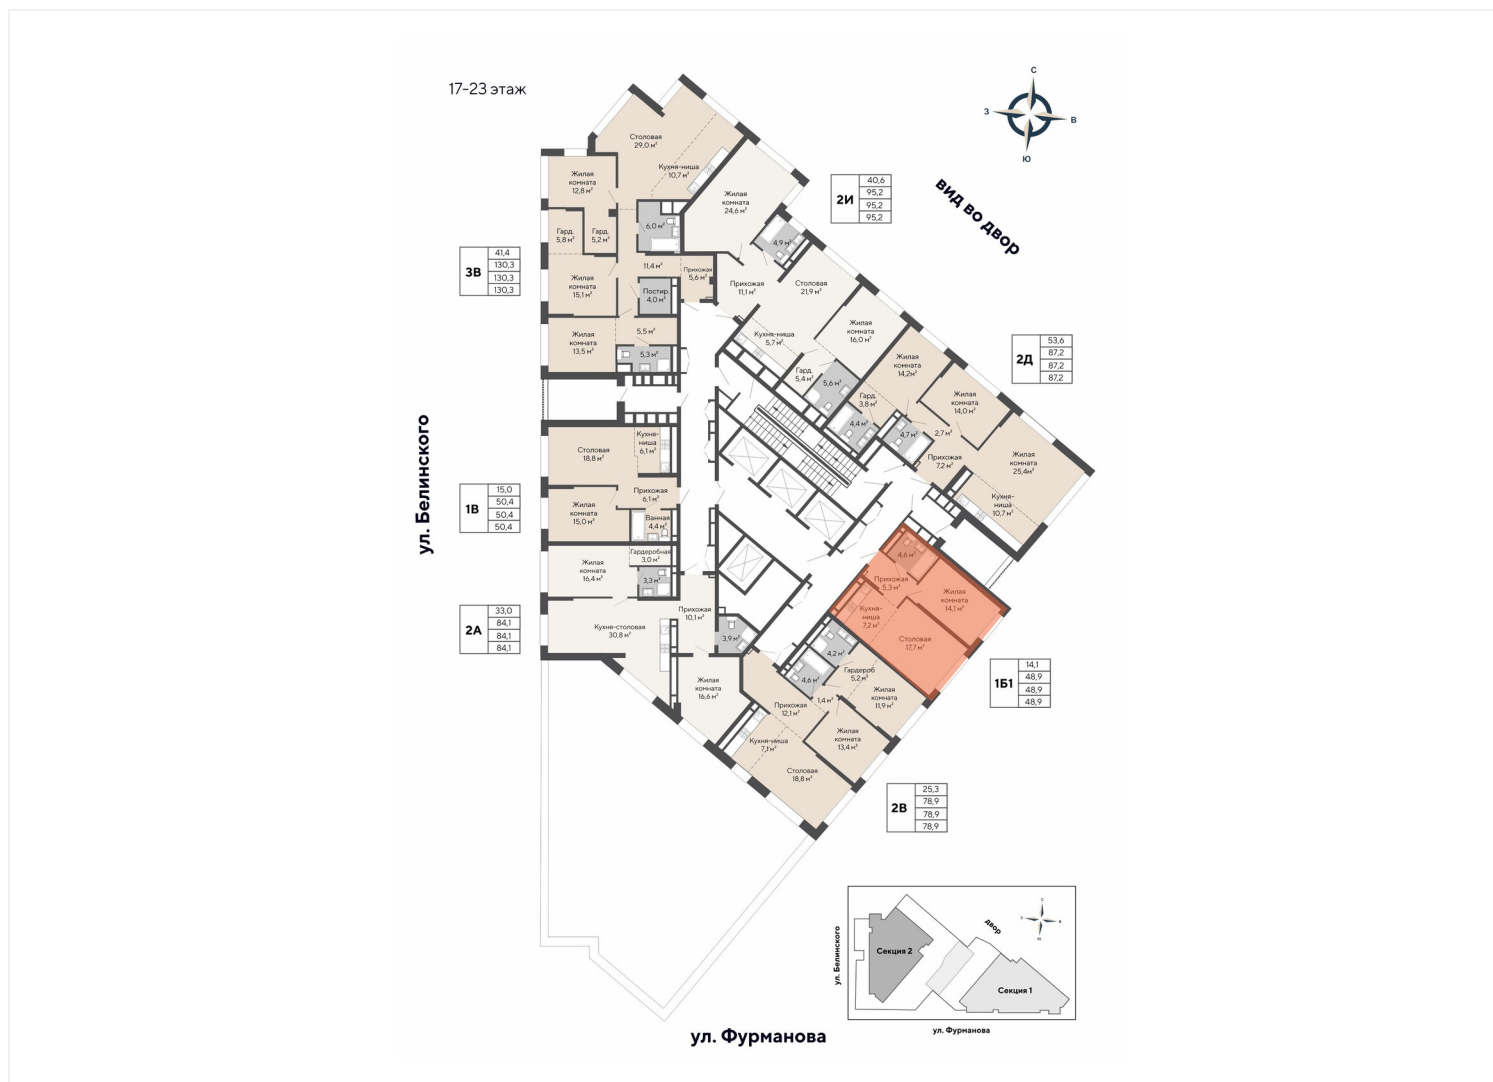 17-23 этаж
С
З
В
Ю
вид во двор
ул. Белинского
ул. Фурманова
Столовая
29,0 м²
Кухня-ниша
10,7 м²
Жилая
комната
12,8 м²
Гард.
5,8 м²
Гард.
5,2 м²
6,0 м²
11,4 м²
Прихожая
5,6 м²
Жилая
комната
15,1 м²
Постир.
4,0 м²
5,5 м²
Жилая
комната
13,5 м²
5,3 м²
3В
41,4
130,3
130,3
130,3
Жилая
комната
24,6 м²
4,9 м²
Прихожая
11,1 м²
Столовая
21,9 м²
Кухня-ниша
5,7 м²
Жилая
комната
16,0 м²
Гард.
5,4 м²
5,6 м²
2И
40,6
95,2
95,2
95,2
Жилая
комната
14,2м²
Гард.
3,8 м²
4,4 м²
Жилая
комната
14,0 м²
4,7 м²
2,7 м²
Прихожая
7,2 м²
Жилая
комната
25,4м²
Кухня-
ниша
10,7 м²
2Д
53,6
87,2
87,2
87,2
Столовая
18,8 м²
Кухня-
ниша
6,1 м²
Прихожая
6,1 м²
Жилая
комната
15,0 м²
Ванная
4,4 м²
1В
15,0
50,4
50,4
50,4
Гардеробная
3,0 м²
Жилая
комната
16,4 м²
3,3 м²
Прихожая
10,1 м²
Кухня-столовая
30,8 м²
3,9 м²
Жилая
комната
16,6 м²
2А
33,0
84,1
84,1
84,1
4,6 м²
Прихожая
5,3 м²
Жилая
комната
14,1 м²
Кухня-
ниша
7,2 м²
Столовая
17,7 м²
1Б1
14,1
48,9
48,9
48,9
4,2 м²
4,6 м²
Гардероб
5,2 м²
1,4 м²
Жилая
комната
11,9 м²
Прихожая
12,1 м²
Жилая
комната
13,4 м²
Кухня-ниша
7,1 м²
Столовая
18,8 м²
2В
25,3
78,9
78,9
78,9
двор
ул. Белинского
Секция 2
Секция 1
ул. Фурманова